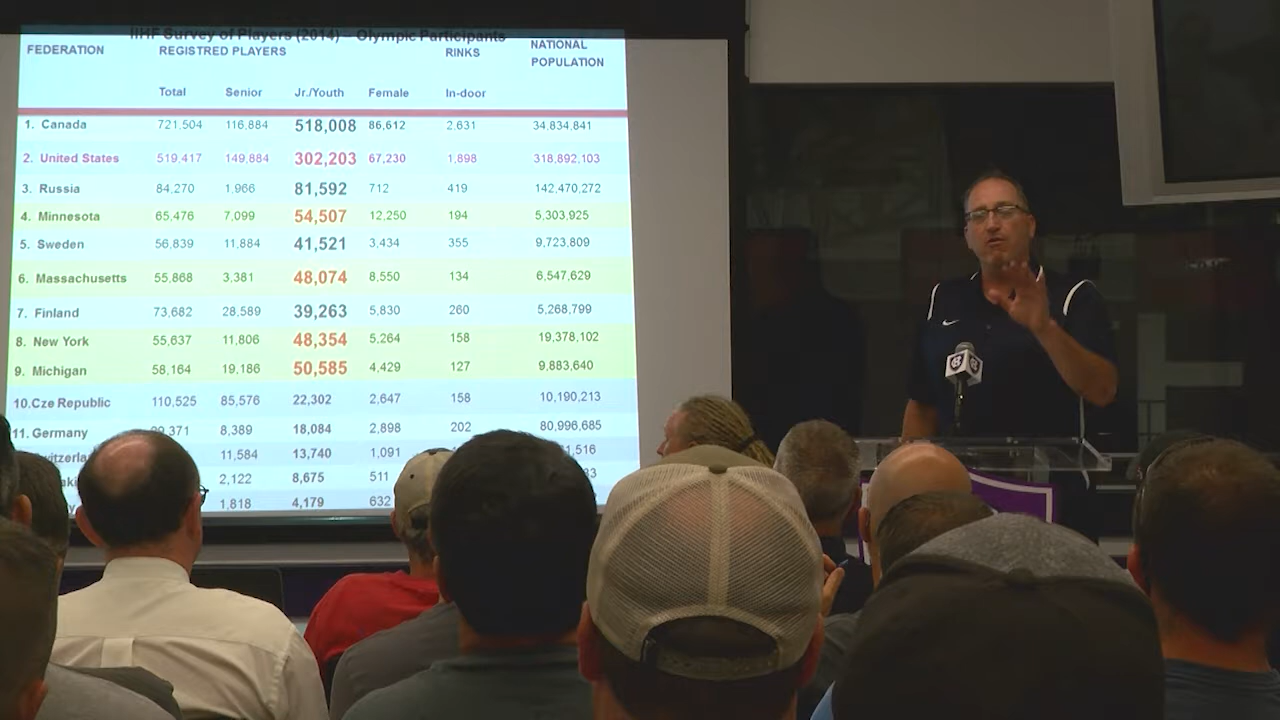 IIHF Survey of Players (2014) – Olympic Participants
FEDERATION REGISTRED PLAYERS RINKS NATIONAL POPULATION
Total Senior Jr./Youth Female In-door
1. Canada 721,504 116,884 518,008 86,612 2,631 34,834,841
2. United States 519,417 149,884 302,203 67,230 1,898 318,892,103
3. Russia 84,270 1,966 81,592 712 419 142,470,272
4. Minnesota 65,476 7,099 54,507 12,250 194 5,303,925
5. Sweden 56,839 11,884 41,521 3,434 355 9,723,809
6. Massachusetts 55,868 3,381 48,074 8,550 134 6,547,629
7. Finland 73,682 28,589 39,263 5,830 260 5,268,799
8. New York 55,637 11,806 48,354 5,264 158 19,378,102
9. Michigan 58,164 19,186 50,585 4,429 127 9,883,640
10.Cze Republic 110,525 85,576 22,302 2,647 158 10,190,213
11. Germany 8,389 18,084 2,898 202 80,996,685
11,584 13,740 1,091
2,122 8,675 511
1,818 4,179 632